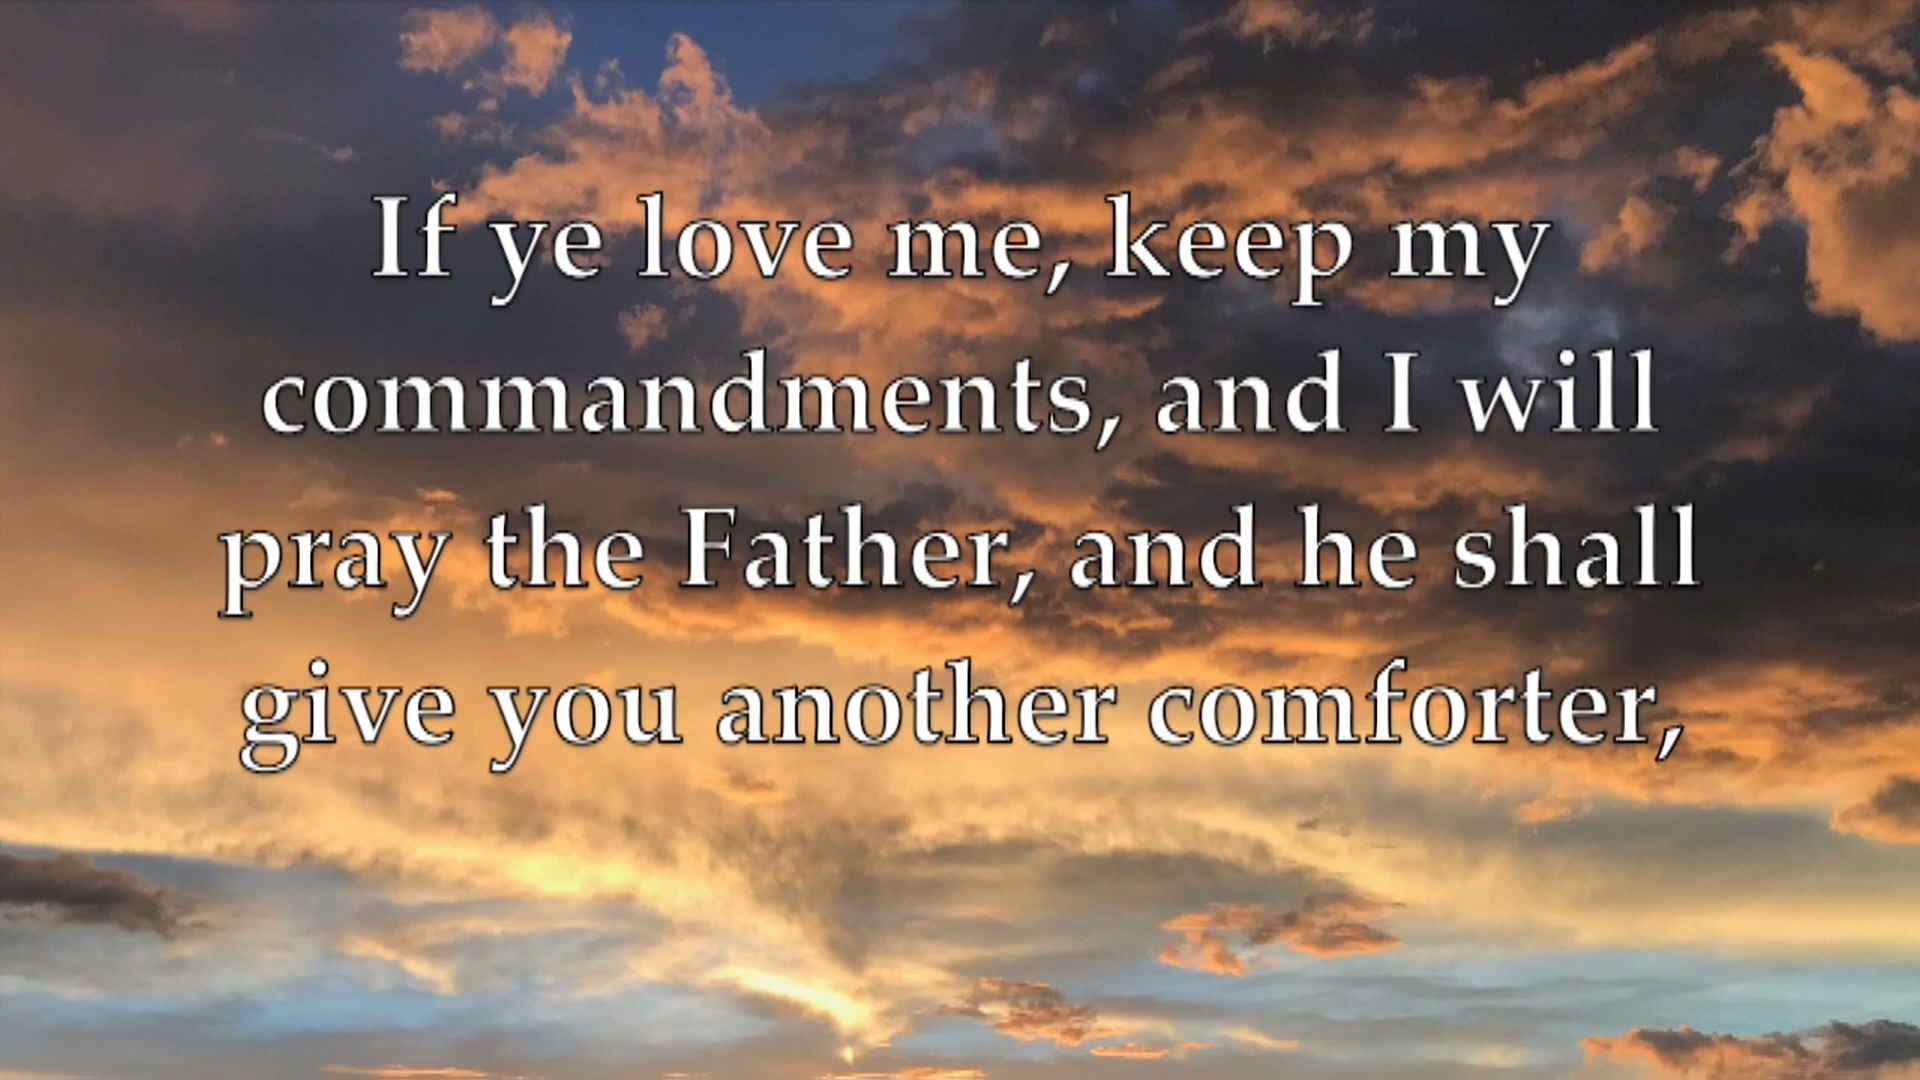 If ye love me, keep my
commandments, and I will
pray the Father, and he shall
give you another comforter,